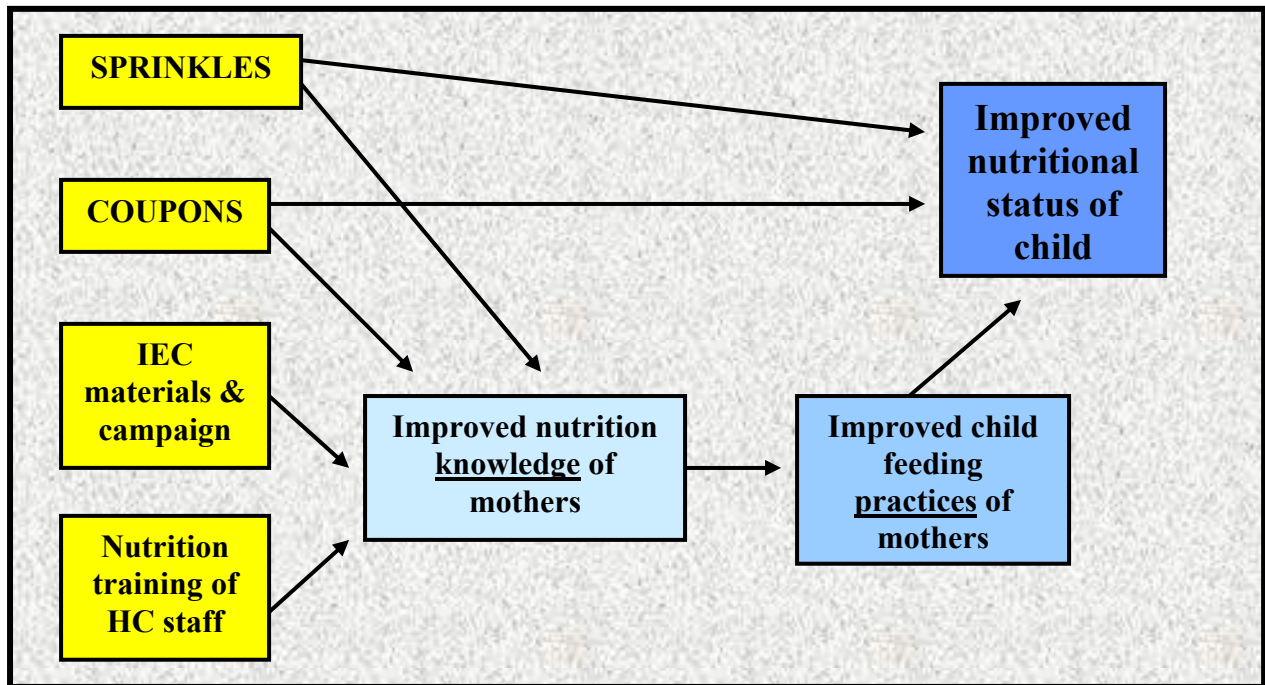 SPRINKLES
COUPONS
IEC
materials &
campaign
Nutrition
training of
HC staff
Improved nutrition
knowledge of
mothers
Improved child
feeding
practices of
mothers
Improved
nutritional
status of
child